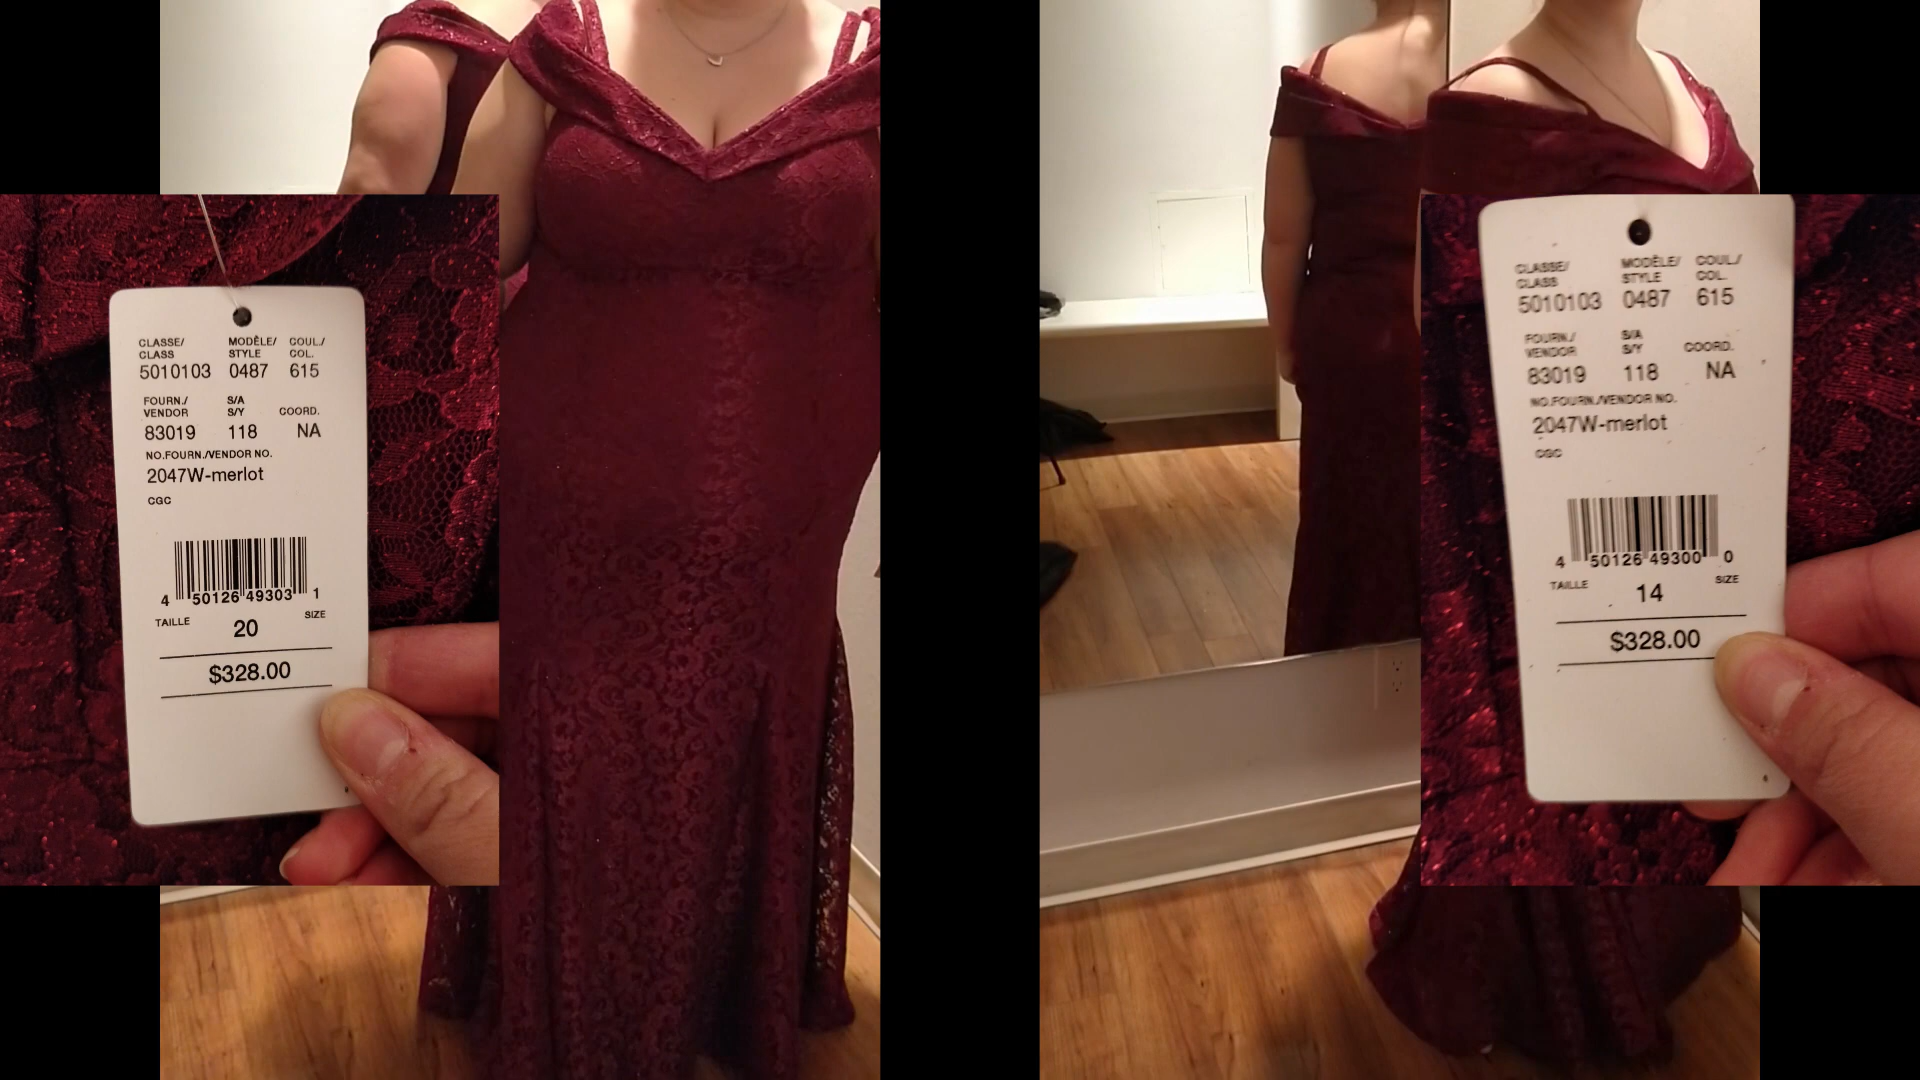 CLASSE/ MODÈLE/ COUL./
CLASS STYLE COL.
5010103 0487 615
FOURN./ S/A
VENDOR S/Y COORD.
83019 118 NA
NO.FOURN./VENDOR NO.
2047W-merlot
CGC
4 50126 49303 1
TAILLE SIZE
20
$328.00
CLASSE/ MODÈLE/ COUL./
CLASS STYLE COL.
5010103 0487 615
FOURN./ S/A
VENDOR S/Y COORD.
83019 118 NA
NO.FOURN./VENDOR NO.
2047W-merlot
CGC
4 50126 49300 0
TAILLE SIZE
14
$328.00